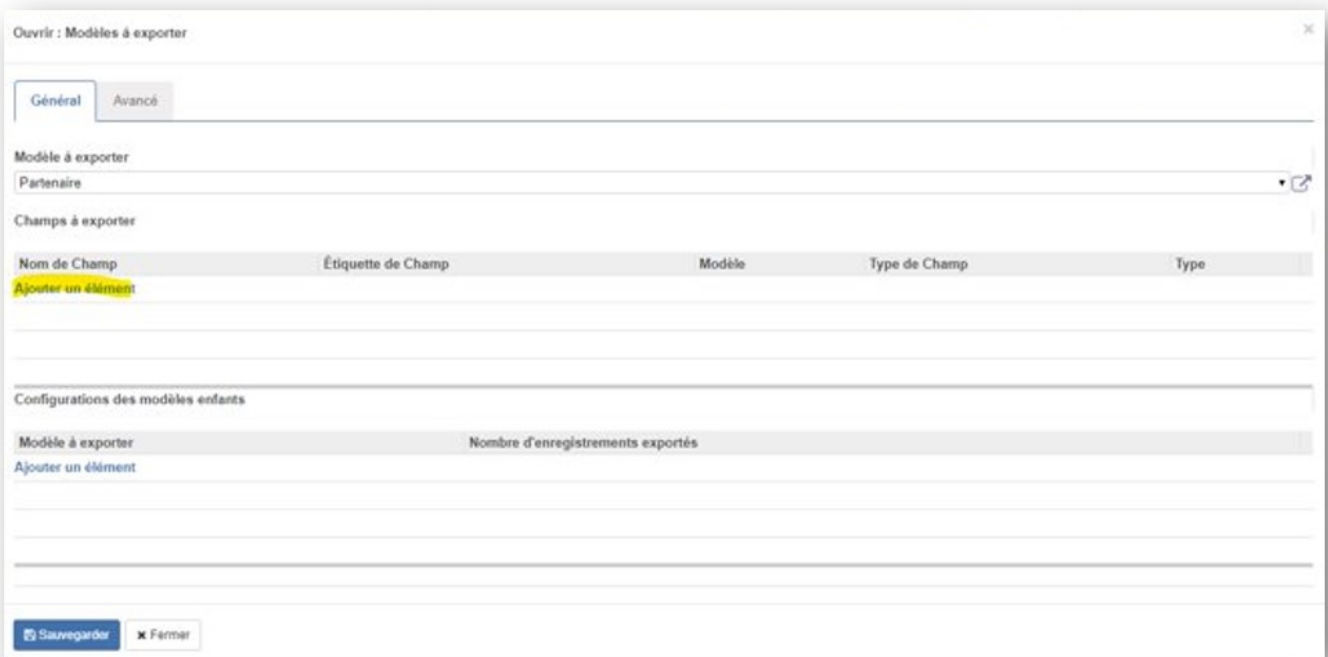 Ouvrir : Modèles à exporter
Général Avancé
Modèle à exporter
Partenaire
Champs à exporter
Nom de Champ Étiquette de Champ Modèle Type de Champ Type
Ajouter un élément
Configurations des modèles enfants
Modèle à exporter Nombre d'enregistrements exportés
Ajouter un élément
Sauvegarder Fermer